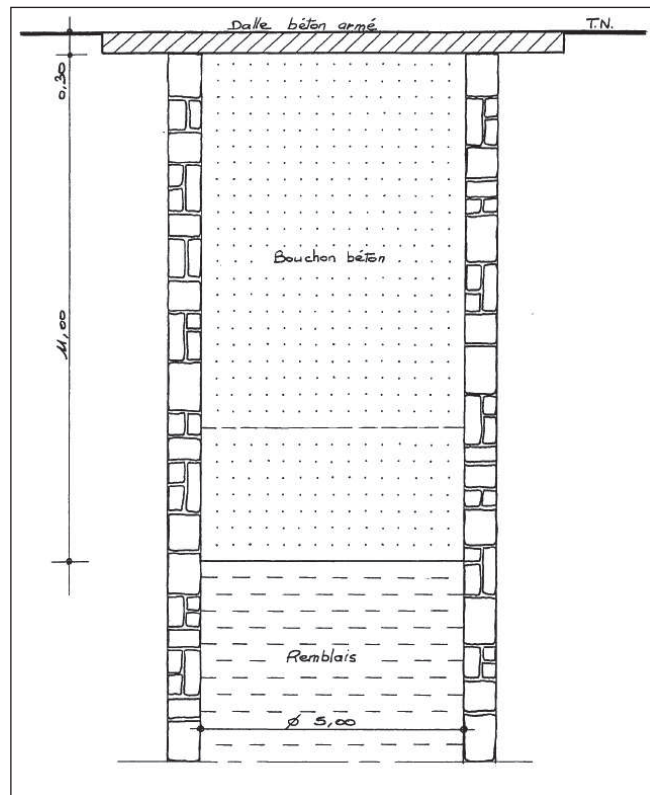 Dalle béton armé
T.N.
0,30
Bouchon béton
11,00
Remblais
Ø 5,00